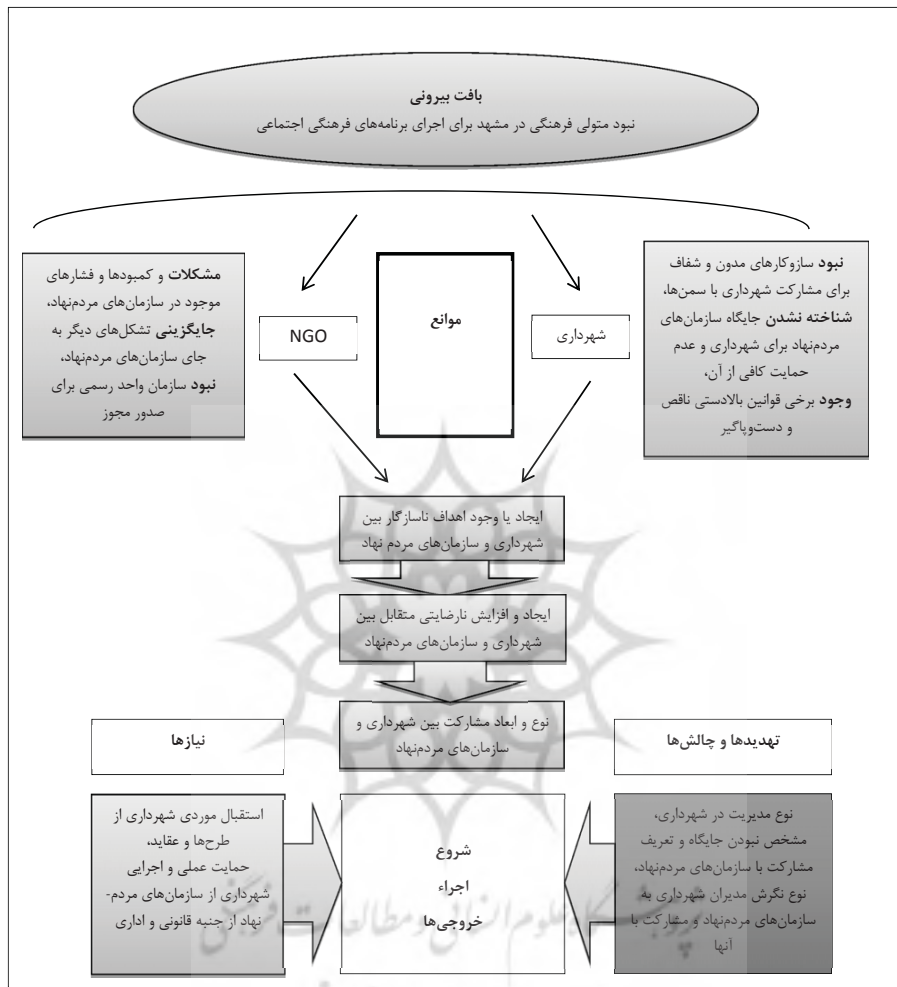 بافت بیرونی
نبود متولی فرهنگی در مشهد برای اجرای برنامه‌های فرهنگی اجتماعی
نبود سازوکارهای مدون و شفاف
برای مشارکت شهرداری با سمن‌ها،
شناخته نشدن جایگاه سازمان‌های
مردم‌نهاد برای شهرداری و عدم
حمایت کافی از آن،
وجود برخی قوانین بالادستی ناقص
و دست‌وپاگیر
شهرداری
موانع
NGO
مشکلات و کمبودها و فشارهای
موجود در سازمان‌های مردم‌نهاد،
جایگزینی تشکل‌های دیگر به
جای سازمان‌های مردم‌نهاد،
نبود سازمان واحد رسمی برای
صدور مجوز
ایجاد یا وجود اهداف ناسازگار بین
شهرداری و سازمان‌های مردم نهاد
ایجاد و افزایش نارضایتی متقابل بین
شهرداری و سازمان‌های مردم‌نهاد
نوع و ابعاد مشارکت بین شهرداری و
سازمان‌های مردم‌نهاد
تهدیدها و چالش‌ها
نوع مدیریت در شهرداری،
مشخص نبودن جایگاه و تعریف
مشارکت با سازمان‌های مردم‌نهاد،
نوع نگرش مدیران شهرداری به
سازمان‌های مردم‌نهاد و مشارکت با
آنها
شروع
اجراء
خروجی‌ها
نیازها
استقبال موردی شهرداری از
طرح‌ها و عقاید،
حمایت عملی و اجرایی
شهرداری از سازمان‌های مردم-
نهاد از جنبه قانونی و اداری
پژوهشگاه علوم انسانی و مطالعات فرهنگی